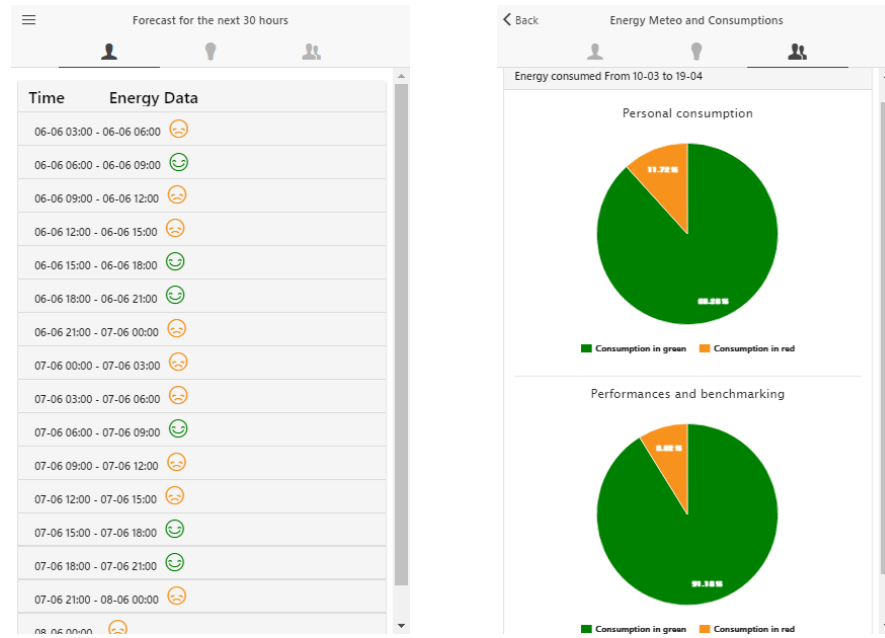 Forecast for the next 30 hours
Time Energy Data
06-06 03:00 - 06-06 06:00
06-06 06:00 - 06-06 09:00
06-06 09:00 - 06-06 12:00
06-06 12:00 - 06-06 15:00
06-06 15:00 - 06-06 18:00
06-06 18:00 - 06-06 21:00
06-06 21:00 - 07-06 00:00
07-06 00:00 - 07-06 03:00
07-06 03:00 - 07-06 06:00
07-06 06:00 - 07-06 09:00
07-06 09:00 - 07-06 12:00
07-06 12:00 - 07-06 15:00
07-06 15:00 - 07-06 18:00
07-06 18:00 - 07-06 21:00
07-06 21:00 - 08-06 00:00
08-06 00:00
Back Energy Meteo and Consumptions
Energy consumed From 10-03 to 19-04
Personal consumption
11.72%
88.28%
Consumption in green Consumption in red
Performances and benchmarking
8.82%
91.18%
Consumption in green Consumption in red